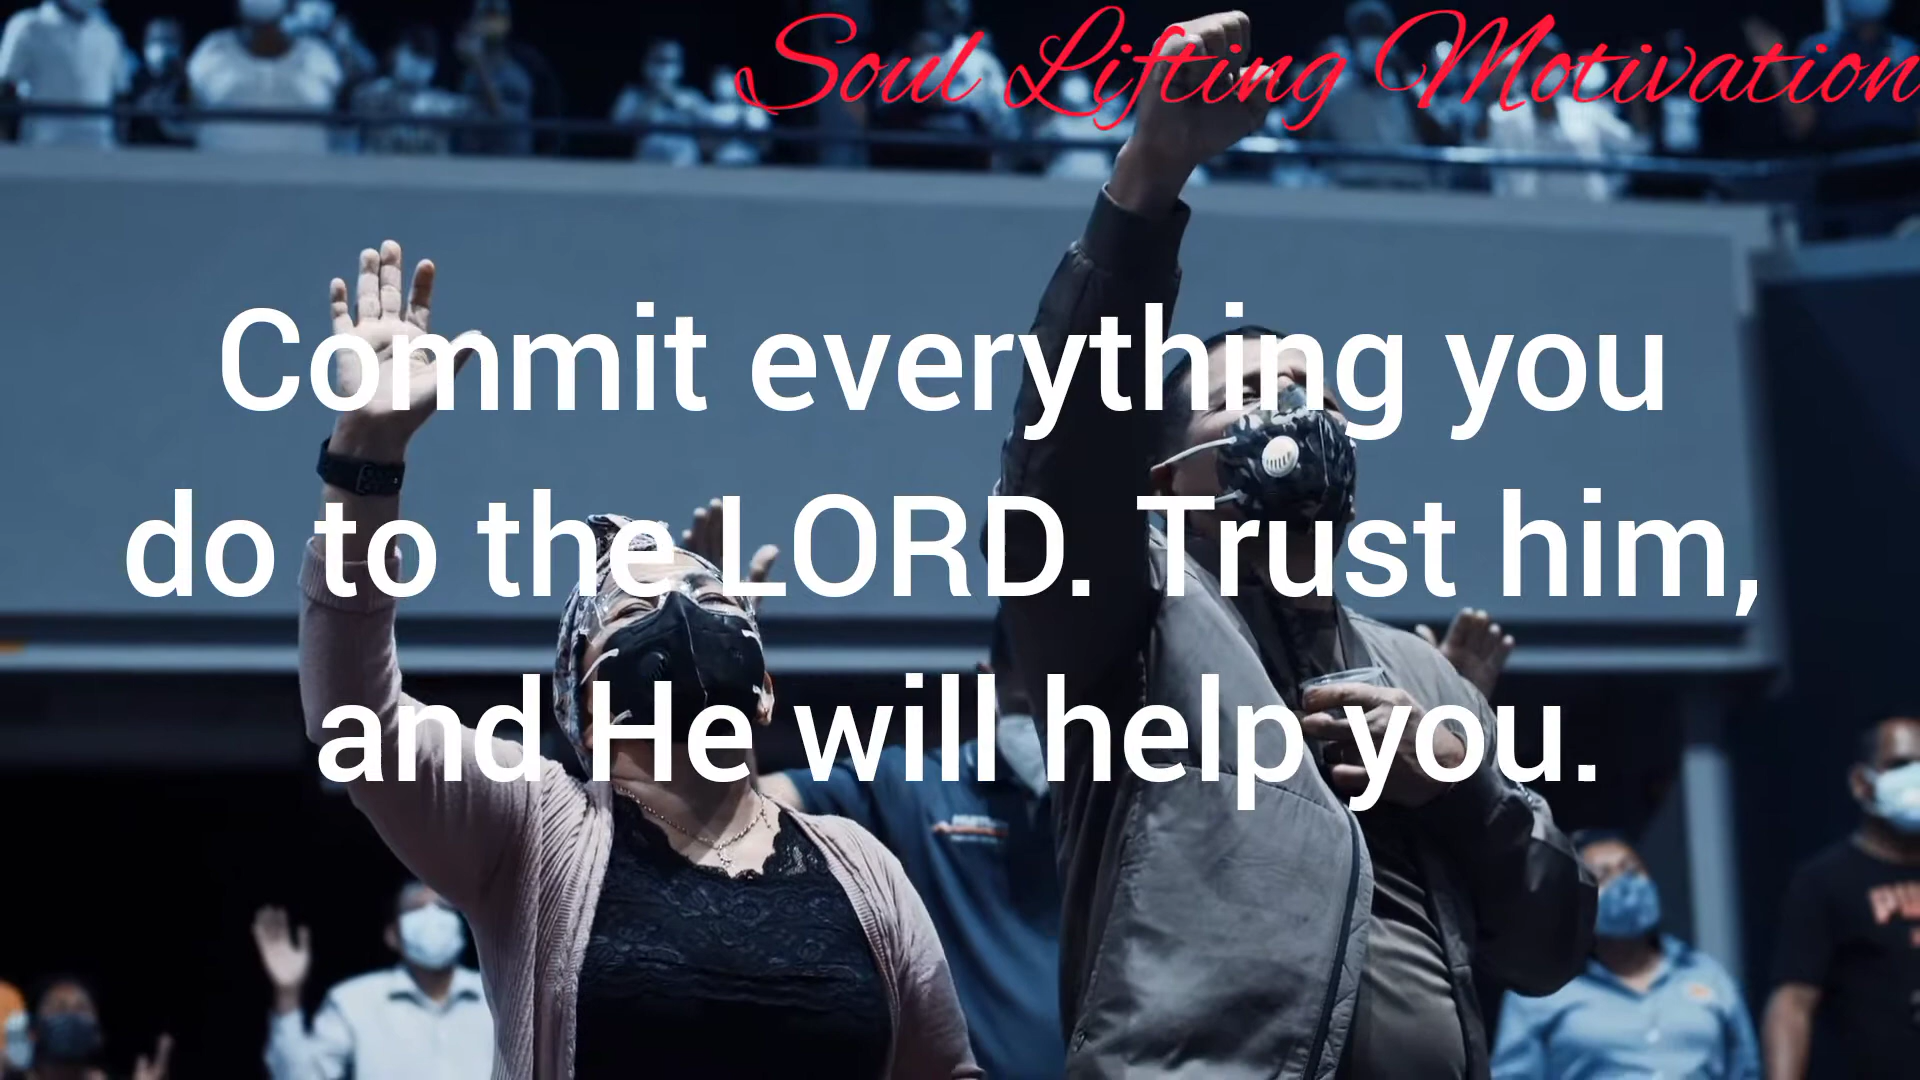 Soul Lifting Motivation
Commit everything you
do to the LORD. Trust him,
and He will help you.